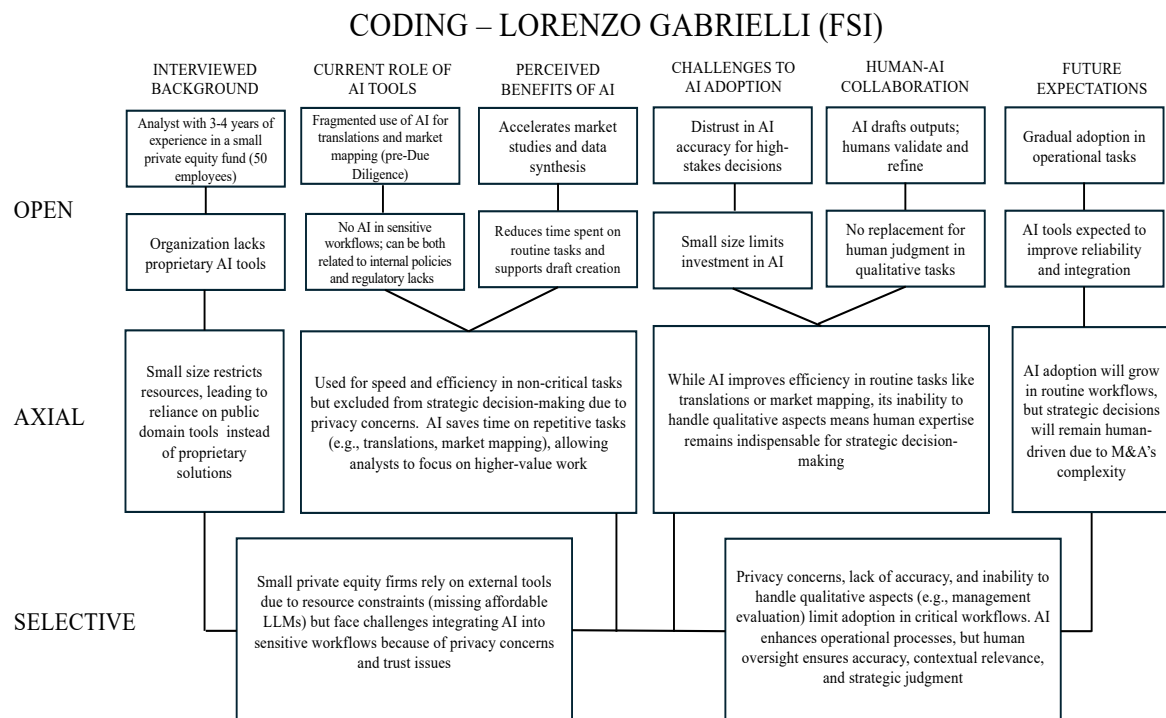 CODING – LORENZO GABRIELLI (FSI)
INTERVIEWED
BACKGROUND
CURRENT ROLE OF
AI TOOLS
PERCEIVED
BENEFITS OF AI
CHALLENGES TO
AI ADOPTION
HUMAN-AI
COLLABORATION
FUTURE
EXPECTATIONS
OPEN
Analyst with 3-4 years of
experience in a small
private equity fund (50
employees)
Fragmented use of AI for
translations and market
mapping (pre-Due
Diligence)
Accelerates market
studies and data
synthesis
Distrust in AI
accuracy for high-
stakes decisions
AI drafts outputs;
humans validate and
refine
Gradual adoption in
operational tasks
Organization lacks
proprietary AI tools
No AI in sensitive
workflows; can be both
related to internal policies
and regulatory lacks
Reduces time spent on
routine tasks and
supports draft creation
Small size limits
investment in AI
No replacement for
human judgment in
qualitative tasks
AI tools expected to
improve reliability
and integration
AXIAL
Small size restricts
resources, leading to
reliance on public
domain tools instead
of proprietary
solutions
Used for speed and efficiency in non-critical tasks
but excluded from strategic decision-making due to
privacy concerns. AI saves time on repetitive tasks
(e.g., translations, market mapping), allowing
analysts to focus on higher-value work
While AI improves efficiency in routine tasks like
translations or market mapping, its inability to
handle qualitative aspects means human expertise
remains indispensable for strategic decision-
making
AI adoption will grow
in routine workflows,
but strategic decisions
will remain human-
driven due to M&A's
complexity
SELECTIVE
Small private equity firms rely on external tools
due to resource constraints (missing affordable
LLMs) but face challenges integrating AI into
sensitive workflows because of privacy concerns
and trust issues
Privacy concerns, lack of accuracy, and inability to
handle qualitative aspects (e.g., management
evaluation) limit adoption in critical workflows. AI
enhances operational processes, but human
oversight ensures accuracy, contextual relevance,
and strategic judgment